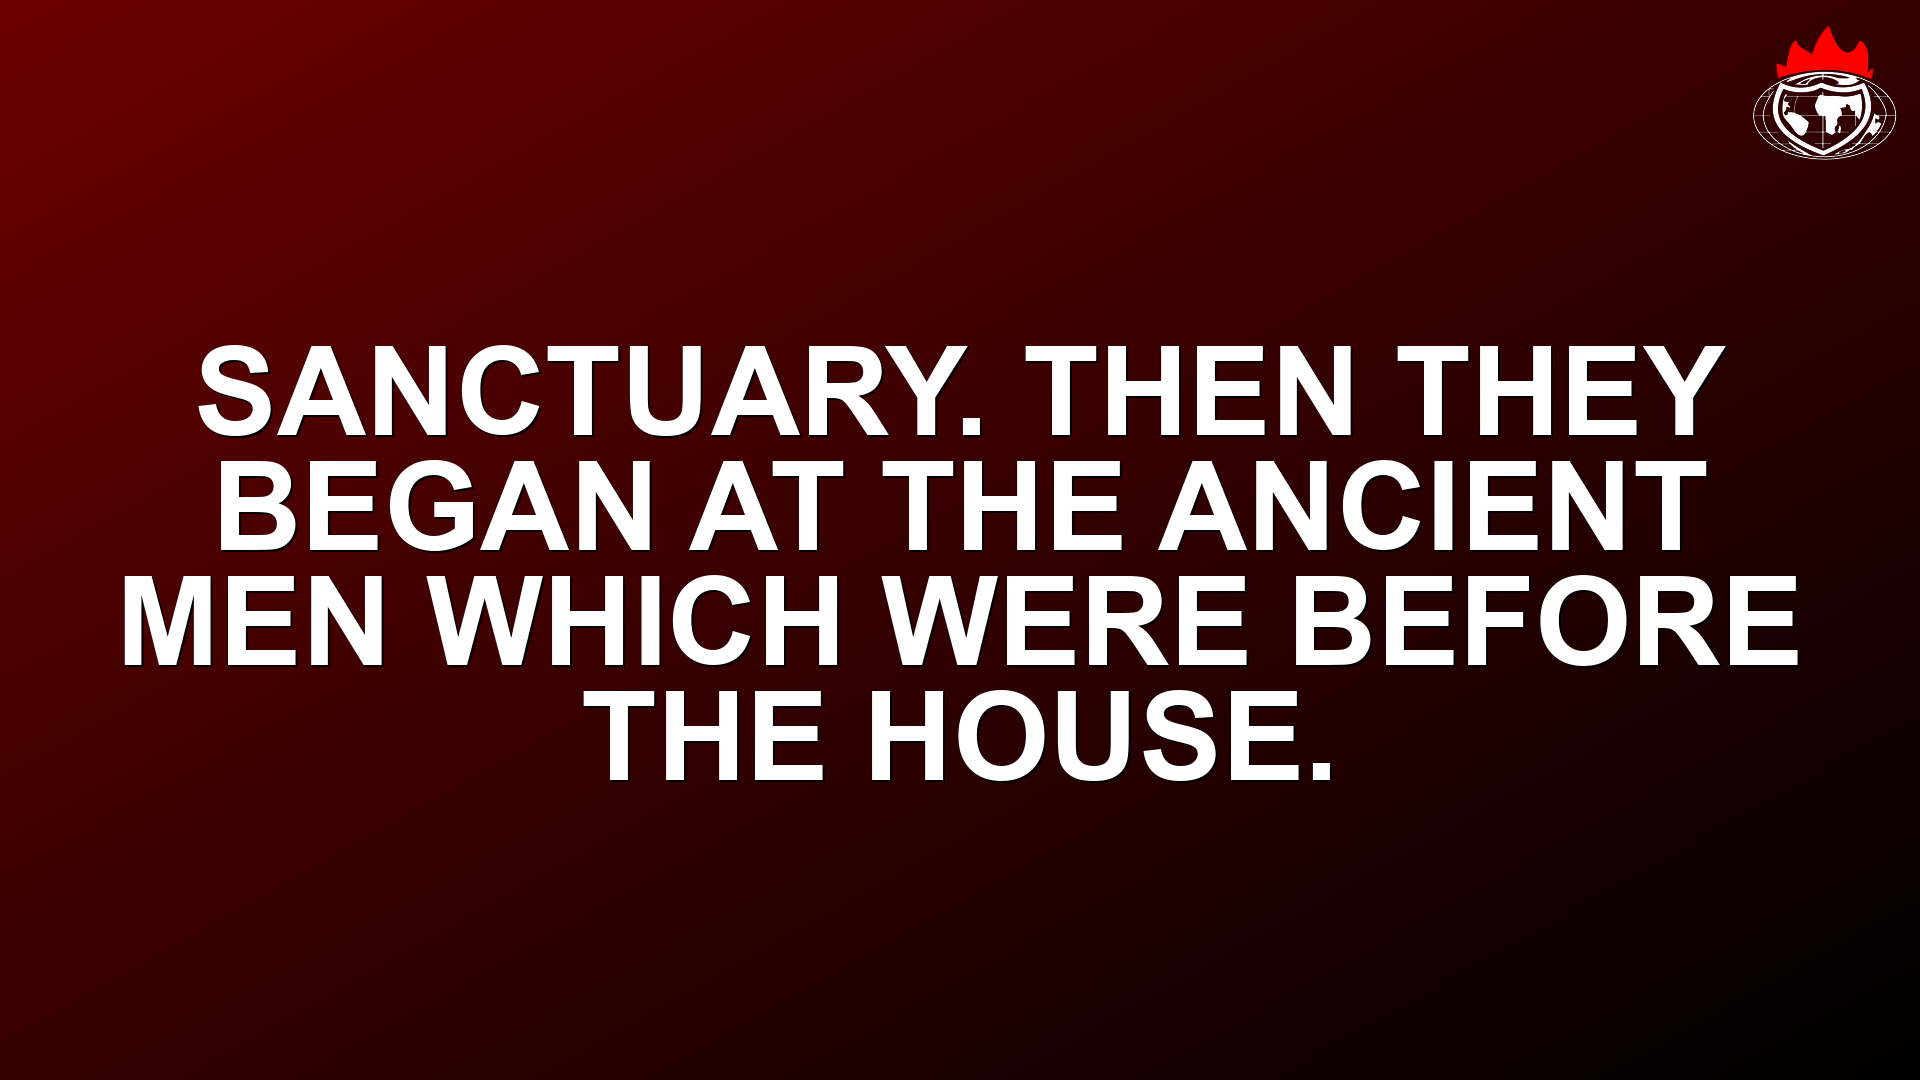 SANCTUARY. THEN THEY
BEGAN AT THE ANCIENT
MEN WHICH WERE BEFORE
THE HOUSE.